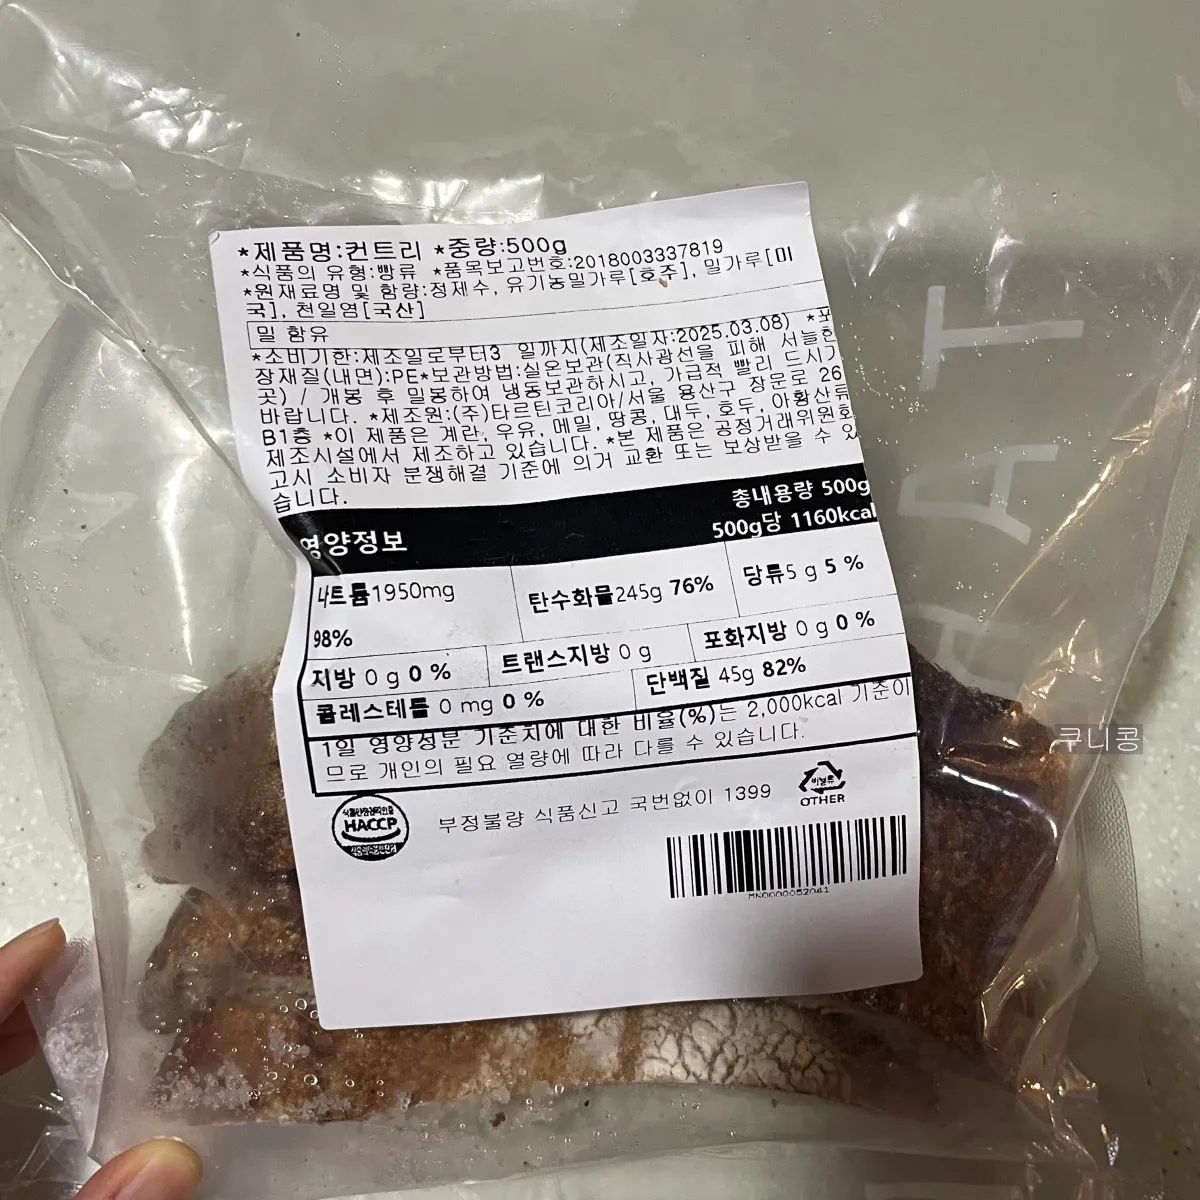 *제품명:컨트리 *중량:500g
*식품의 유형:빵류 *품목보고번호:2018003337819
*원재료명 및 함량:정제수, 유기농밀가루[호주], 밀가루[미
국], 천일염[국산]
밀 함유
*소비기한:제조일로부터3 일까지(제조일자:2025.03.08) *포
장재질(내면):PE*보관방법:실온보관(직사광선을 피해 서늘한
곳) / 개봉 후 밀봉하여 냉동보관하시고, 가급적 빨리 드시기
바랍니다. *제조원:(주)타르틴코리아/서울 용산구 장문로 26
B1층 *이 제품은 계란, 우유, 메밀, 땅콩, 대두, 호두, 아황산류
제조시설에서 제조하고 있습니다. *본 제품은 공정거래위원회
고시 소비자 분쟁해결 기준에 의거 교환 또는 보상받을 수 있
습니다.
영양정보
총내용량 500g
500g당 1160kcal
나트륨1950mg
98%
탄수화물245g 76%
당류5 g 5 %
지방 0 g 0 %
트랜스지방 0 g
포화지방 0 g 0 %
콜레스테롤 0 mg 0 %
단백질 45g 82%
1일 영양성분 기준치에 대한 비율(%)는 2,000kcal 기준이
므로 개인의 필요 열량에 따라 다를 수 있습니다.
HACCP
부정불량 식품신고 국번없이 1399
비닐류
OTHER
MN0000052041
쿠니콩